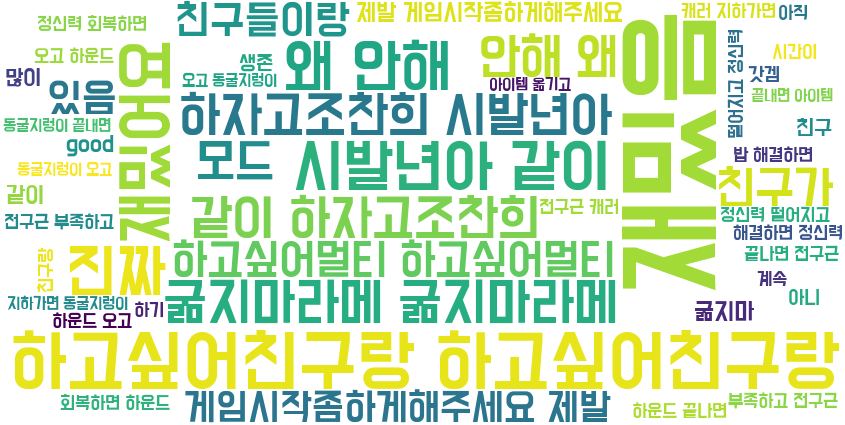 정신력 회복하면
친구들이랑
제발 게임시작좀하게해주세요
캐러 지하가면
아직
오고 하운드
재밌어요
생존
왜 안해
안해 왜
재밌음
떨어지고 정신력
시간이
많이
있음
오고 동굴지렁이
아이템 옮기고
갓겜
끝내면 아이템
동굴지렁이 끝내면
하자고조찬희 시발년아
친구
good
모드
시발년아 같이
밥 해결하면
동굴지렁이 오고
친구가
같이
같이 하자고조찬희
전구근 캐러
전구근 부족하고
정신력 떨어지고
해결하면 정신력
친구랑
진짜
하고싶어멀티 하고싶어멀티
끝나면 전구근
계속
지하가면 동굴지렁이
하기
굶지마라메 굶지마라메
굶지마
아니
하운드 오고
하고싶어친구랑 하고싶어친구랑
회복하면 하운드
게임시작좀하게해주세요 제발
하운드 끝나면
부족하고 전구근